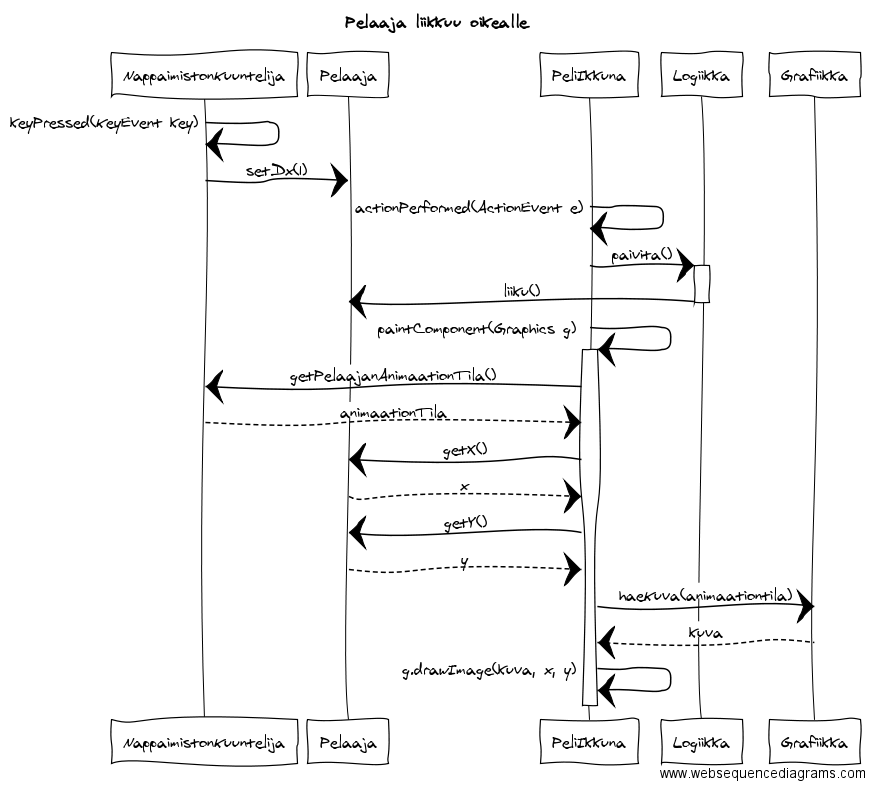 Pelaaja liikkuu oikealle
Nappaimistonkuuntelija
Pelaaja
PeliIkkuna
Logiikka
Grafiikka
keyPressed(KeyEvent key)
setDx(1)
actionPerformed(ActionEvent e)
paivita()
liiku()
paintComponent(Graphics g)
getPelaajanAnimaationTila()
animaationTila
getX()
x
getY()
y
haeKuva(animaationtila)
kuva
g.drawImage(kuva, x, y)
Nappaimistonkuuntelija
Pelaaja
PeliIkkuna
Logiikka
Grafiikka
www.websequencediagrams.com